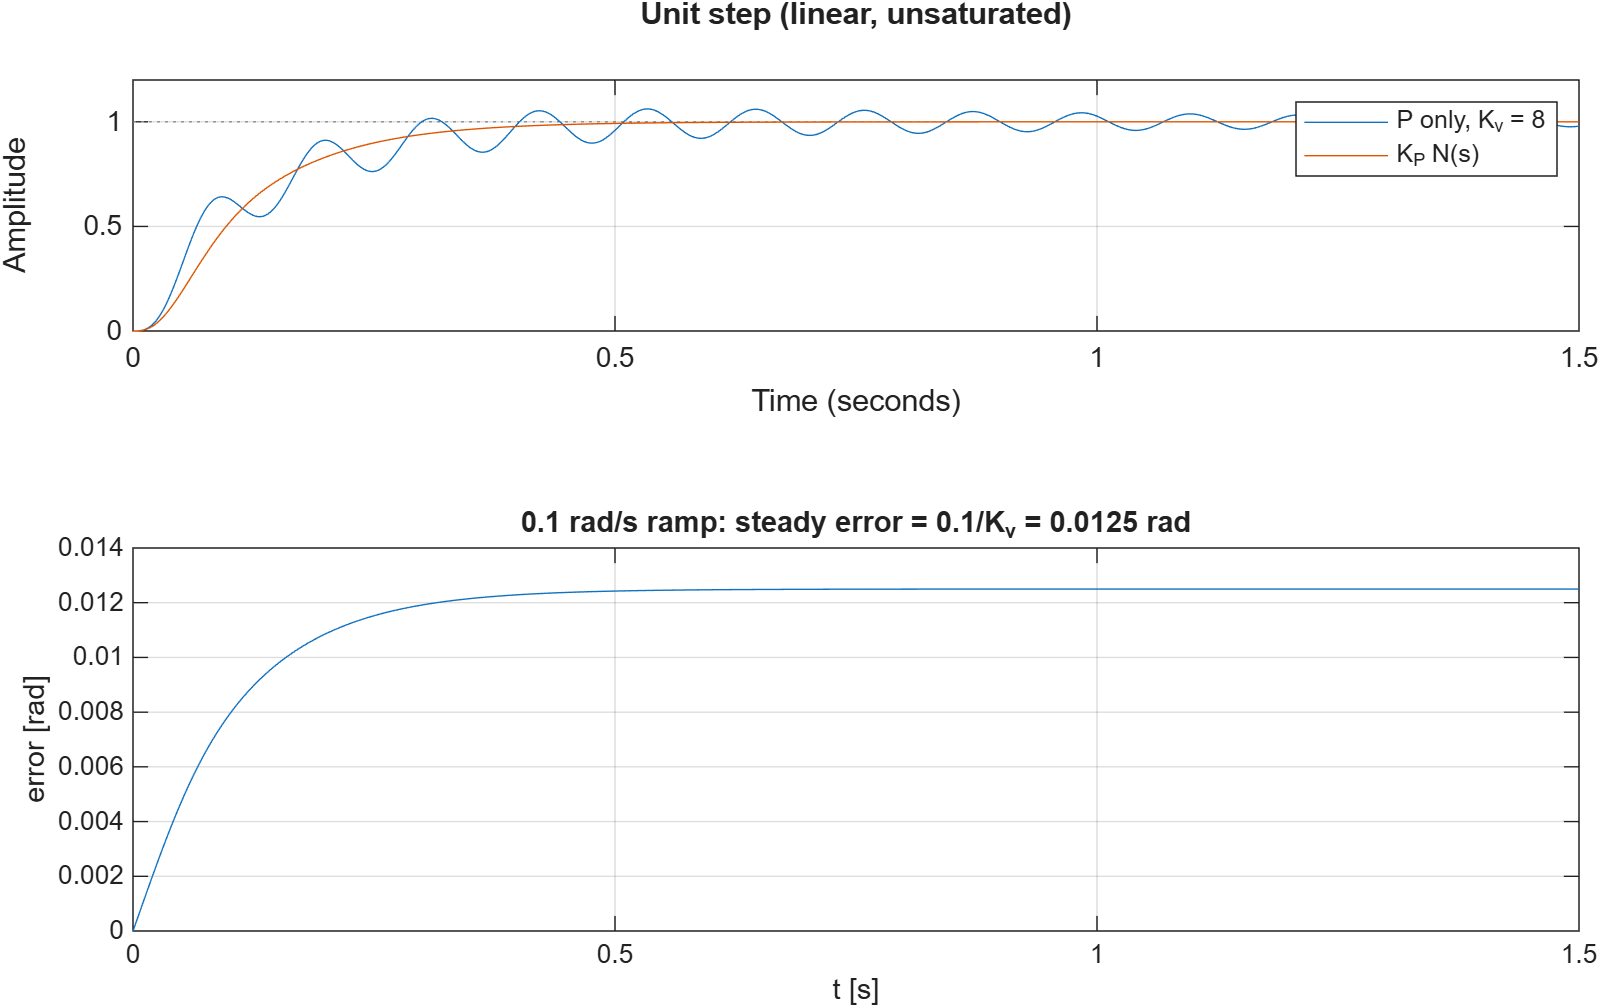 Unit step (linear, unsaturated)
Amplitude
1
0.5
0
0
0.5
1
1.5
P only, Kv = 8
KP N(s)
Time (seconds)
0.1 rad/s ramp: steady error = 0.1/Kv = 0.0125 rad
error [rad]
0.014
0.012
0.01
0.008
0.006
0.004
0.002
0
0
0.5
1
1.5
t [s]